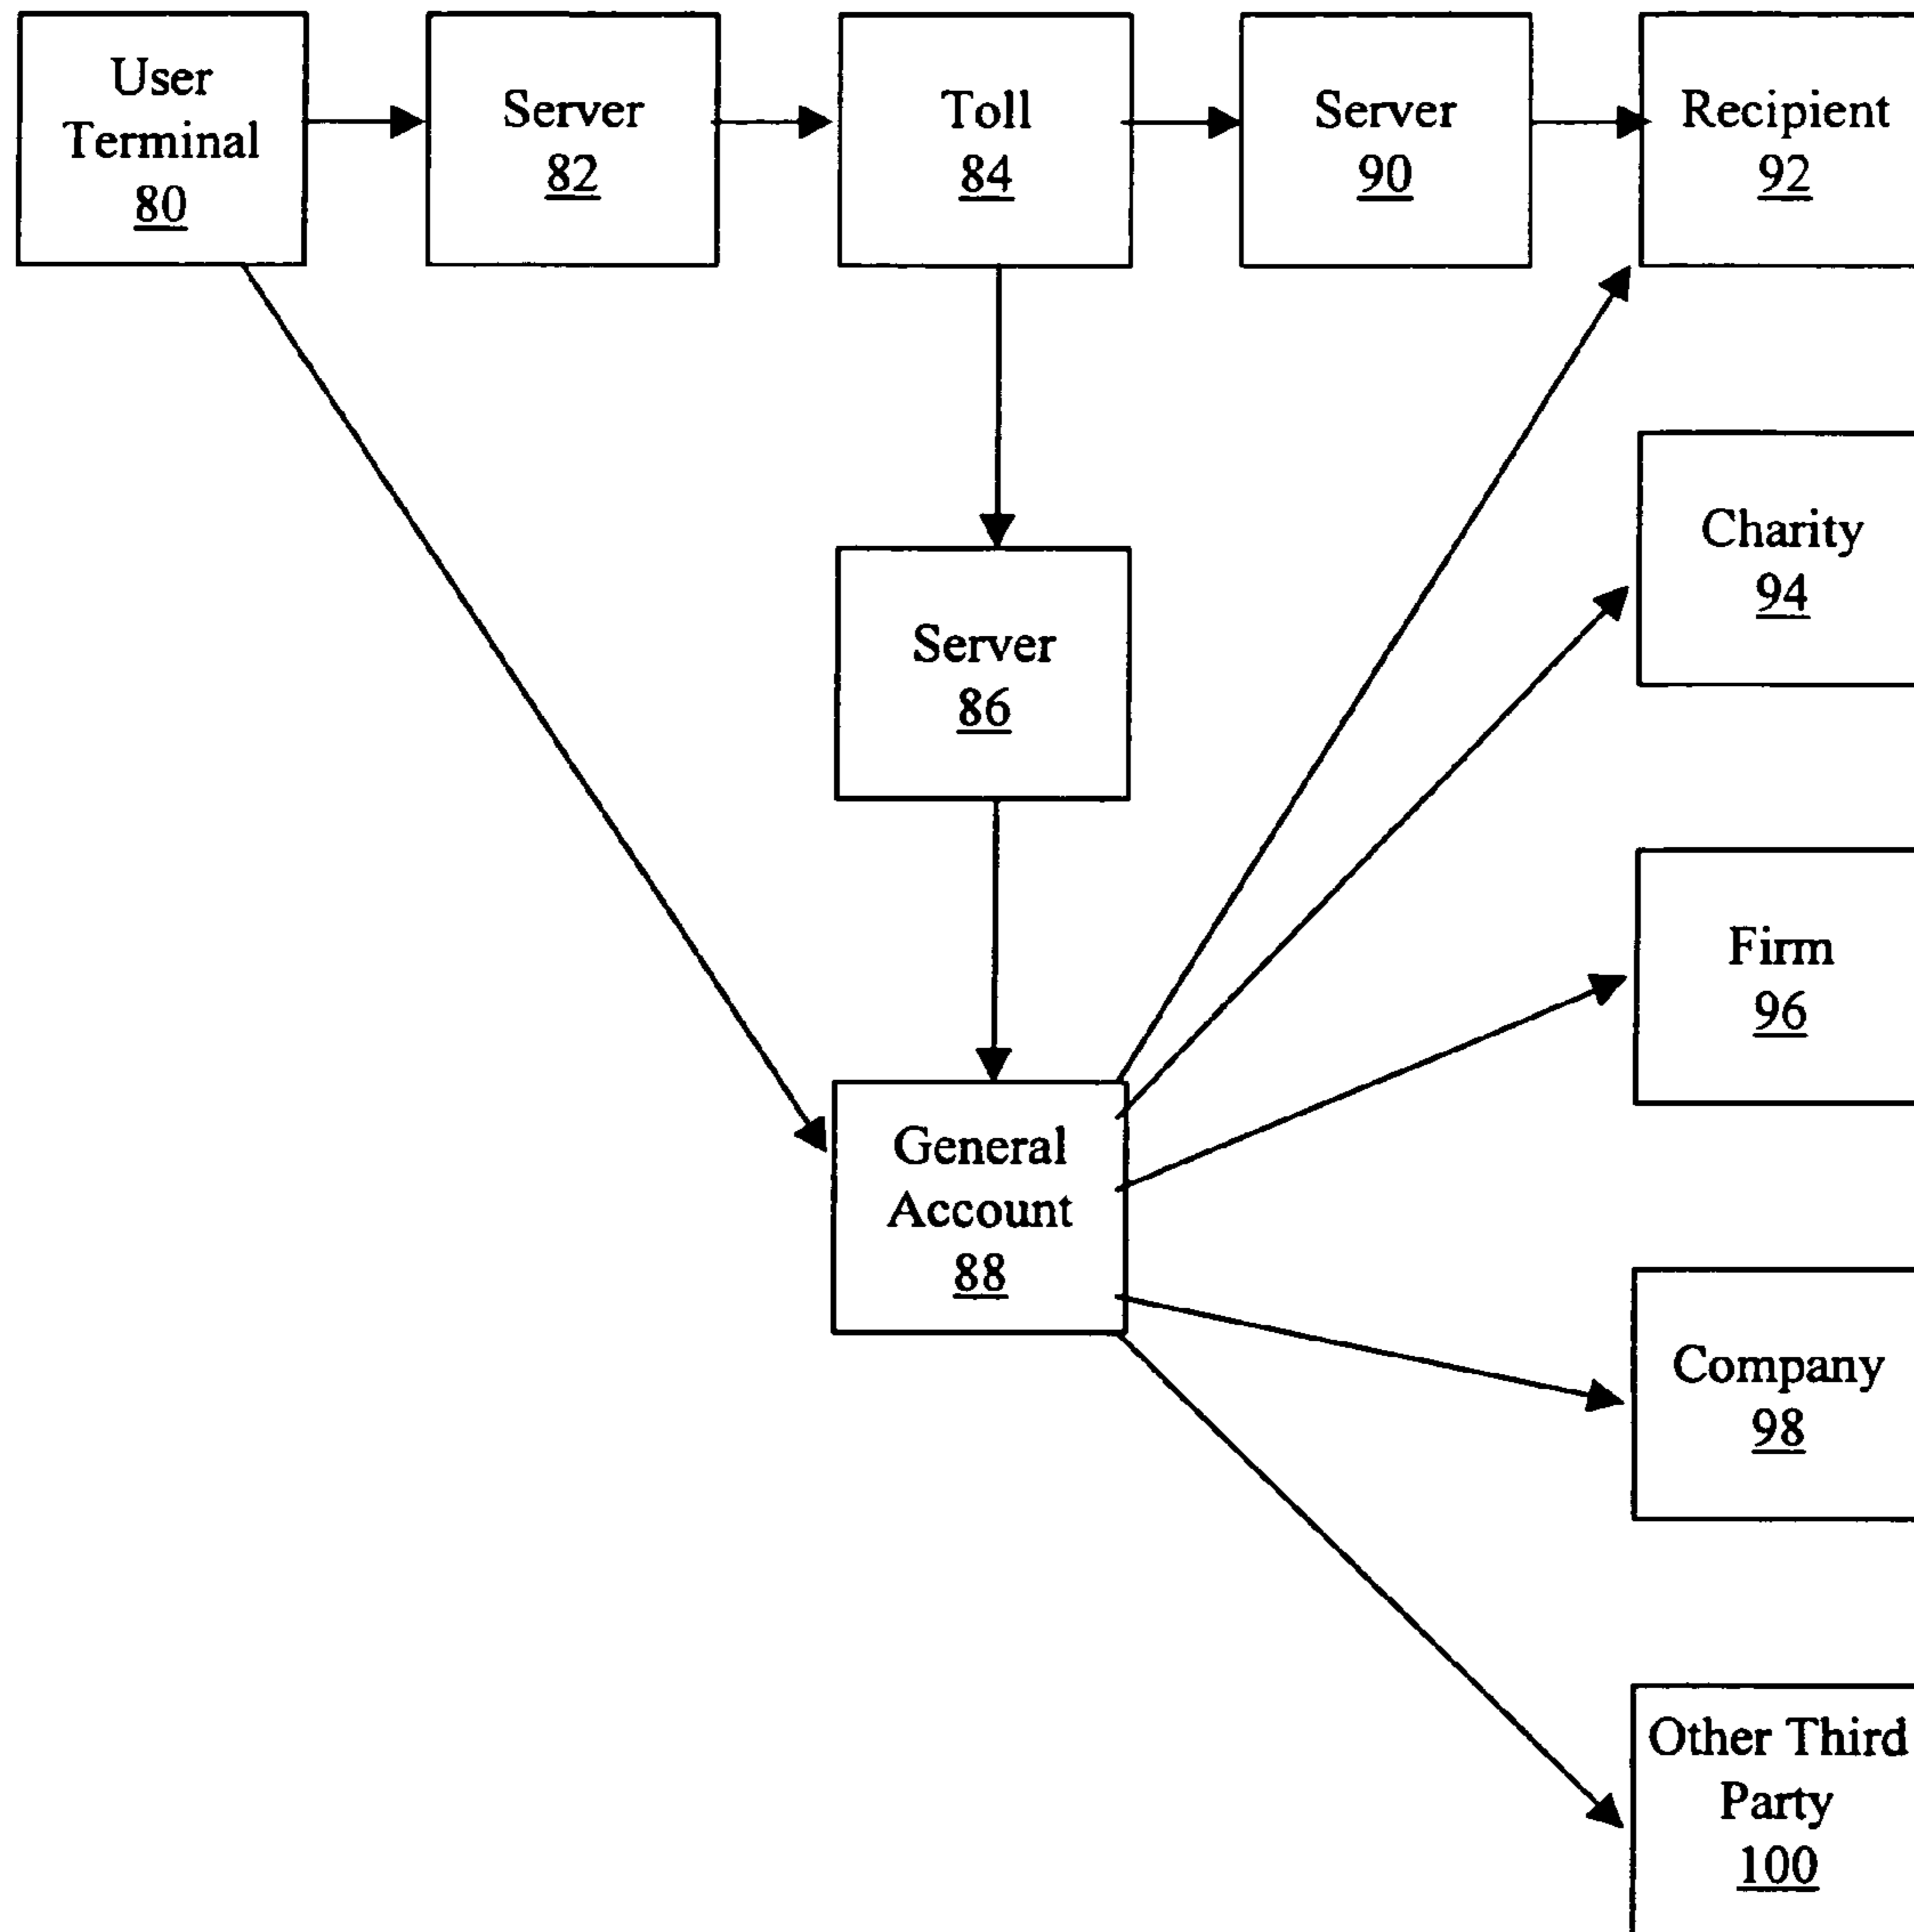 User
Terminal
80
Server
82
Toll
84
Server
90
Recipient
92
Charity
94
Server
86
Firm
96
General
Account
88
Company
98
Other Third
Party
100